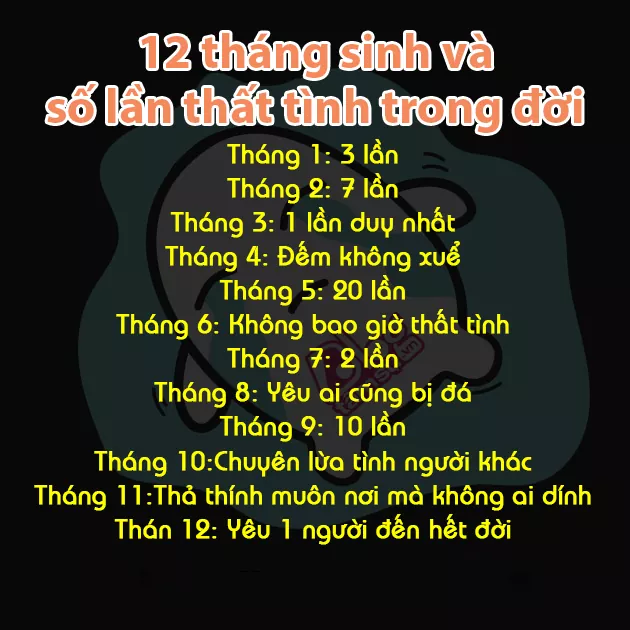 12 tháng sinh và
số lần thất tình trong đời
Tháng 1: 3 lần
Tháng 2: 7 lần
Tháng 3: 1 lần duy nhất
Tháng 4: Đếm không xuể
Tháng 5: 20 lần
Tháng 6: Không bao giờ thất tình
Tháng 7: 2 lần
Tháng 8: Yêu ai cũng bị đá
Tháng 9: 10 lần
Tháng 10:Chuyên lừa tình người khác
Tháng 11:Thả thính muôn nơi mà không ai dính
Thán 12: Yêu 1 người đến hết đời